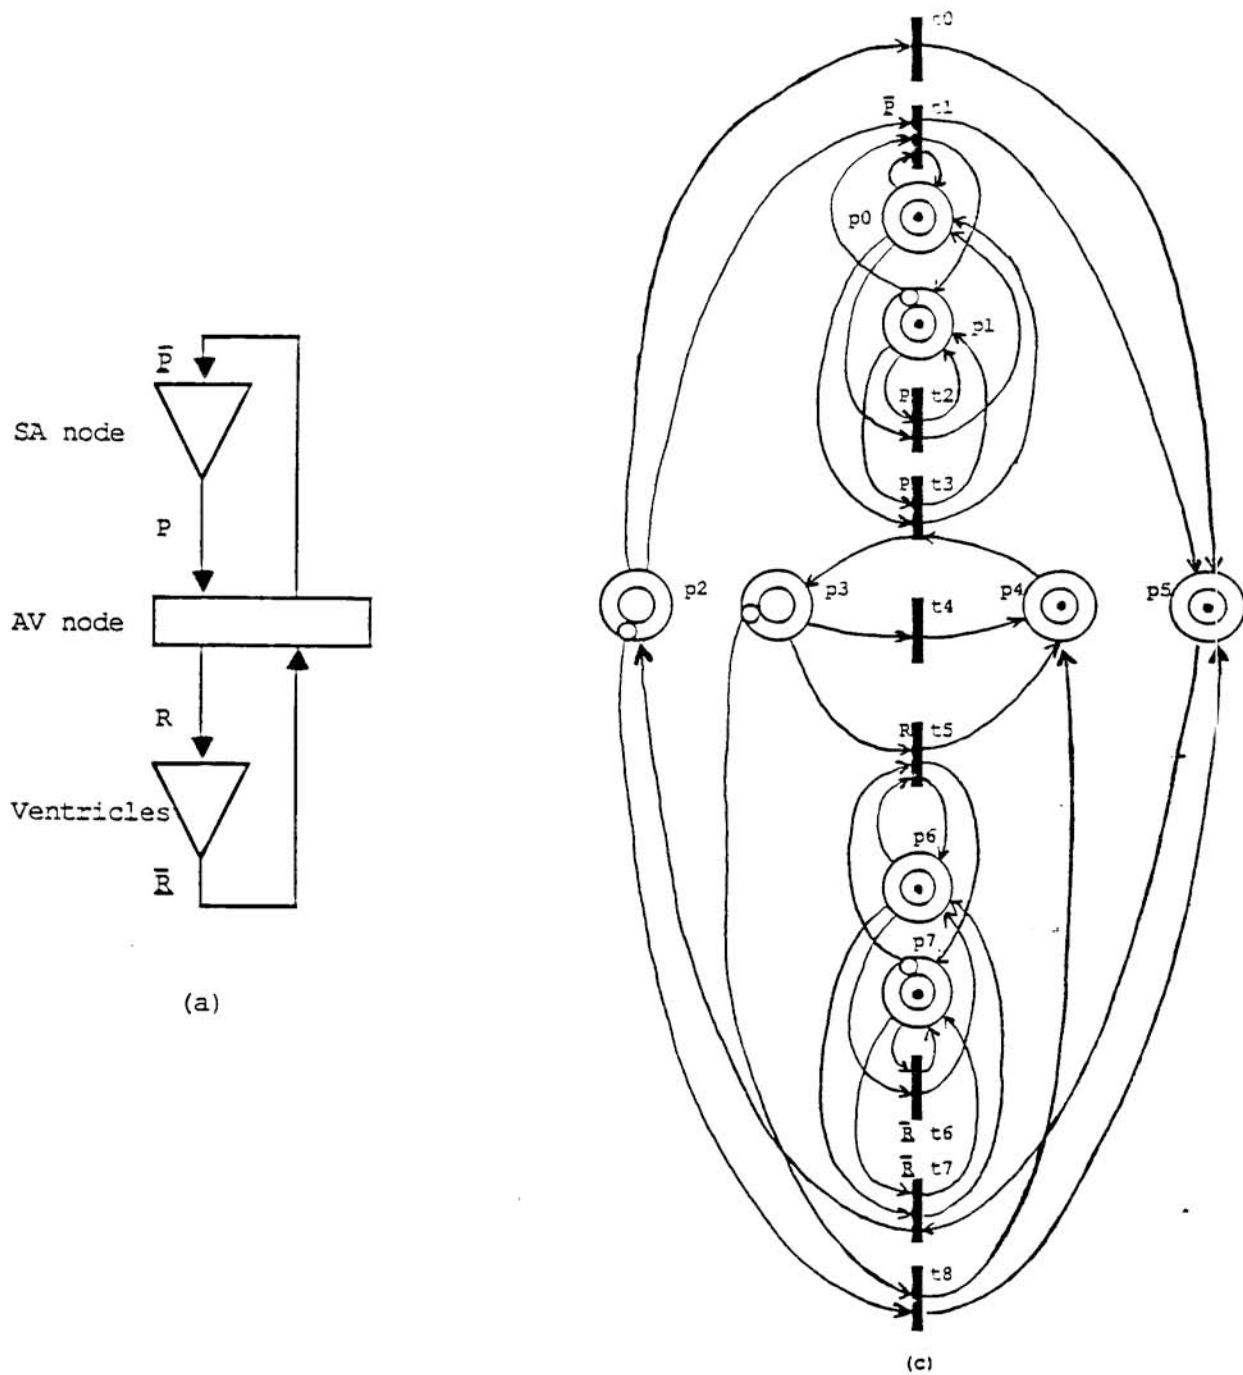 P̅
SA node
P
AV node
R
Ventricles
R̅
(a)
t0
P̅ t1
p0
p1
P t2
P t3
p2 p3 p4 p5
t4
R t5
p6
p7
R̅ t6
R̅ t7
t8
(c)